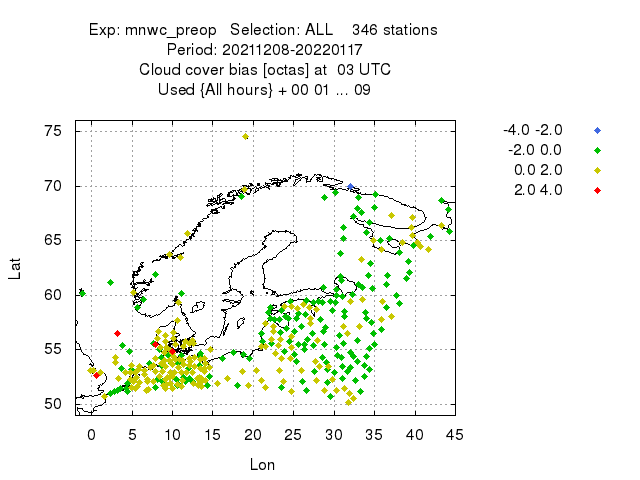 Exp: mnwc_preop   Selection: ALL    346 stations
Period: 20211208-20220117
Cloud cover bias [octas] at  03 UTC
Used {All hours} + 00 01 ... 09
-4.0 -2.0
-2.0 0.0
0.0 2.0
2.0 4.0
75
70
65
60
55
50
Lat
0 5 10 15 20 25 30 35 40 45
Lon